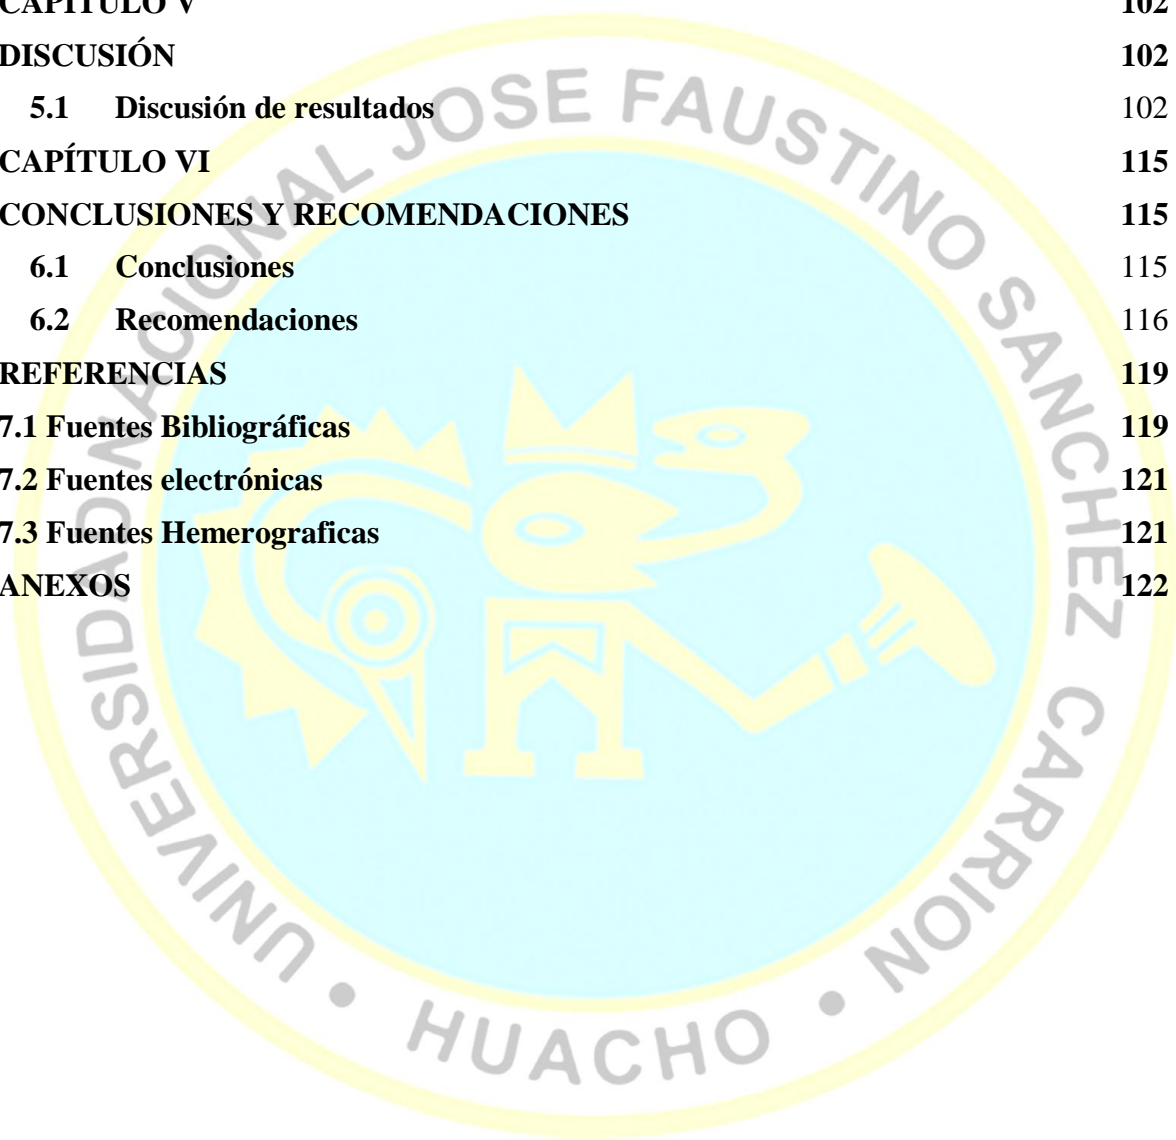 CAPÍTULO V 102
DISCUSIÓN 102
5.1 Discusión de resultados 102
CAPÍTULO VI 115
CONCLUSIONES Y RECOMENDACIONES 115
6.1 Conclusiones 115
6.2 Recomendaciones 116
REFERENCIAS 119
7.1 Fuentes Bibliográficas 119
7.2 Fuentes electrónicas 121
7.3 Fuentes Hemerograficas 121
ANEXOS 122
UNIVERSIDAD NACIONAL JOSE FAUSTINO SANCHEZ CARRION • HUACHO •